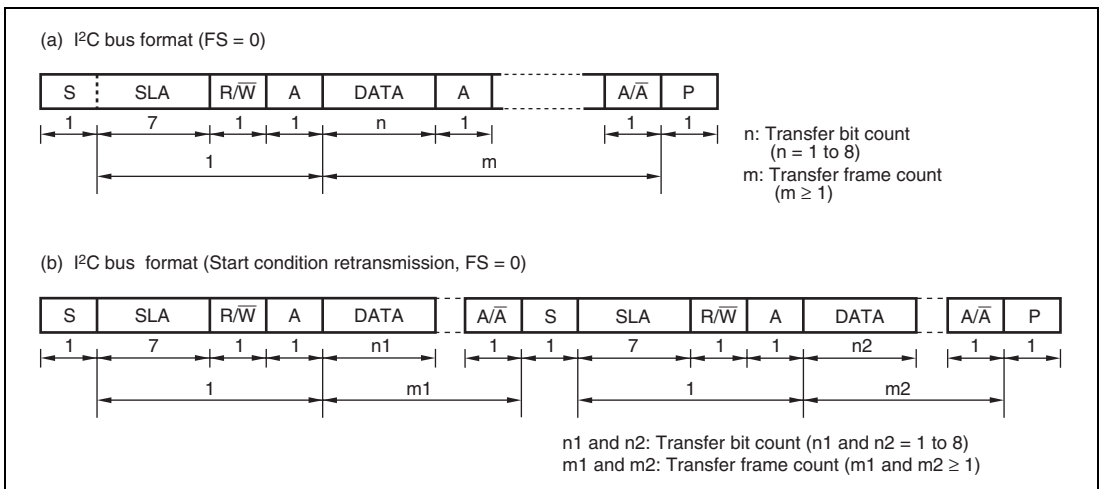 (a) I²C bus format (FS = 0)
S SLA R/W̅ A DATA A A/A̅ P
1 7 1 1 n 1 1 1
1 m
n: Transfer bit count
(n = 1 to 8)
m: Transfer frame count
(m ≥ 1)
(b) I²C bus format (Start condition retransmission, FS = 0)
S SLA R/W̅ A DATA A/A̅ S SLA R/W̅ A DATA A/A̅ P
1 7 1 1 n1 1 1 7 1 1 n2 1 1
1 m1 1 m2
n1 and n2: Transfer bit count (n1 and n2 = 1 to 8)
m1 and m2: Transfer frame count (m1 and m2 ≥ 1)